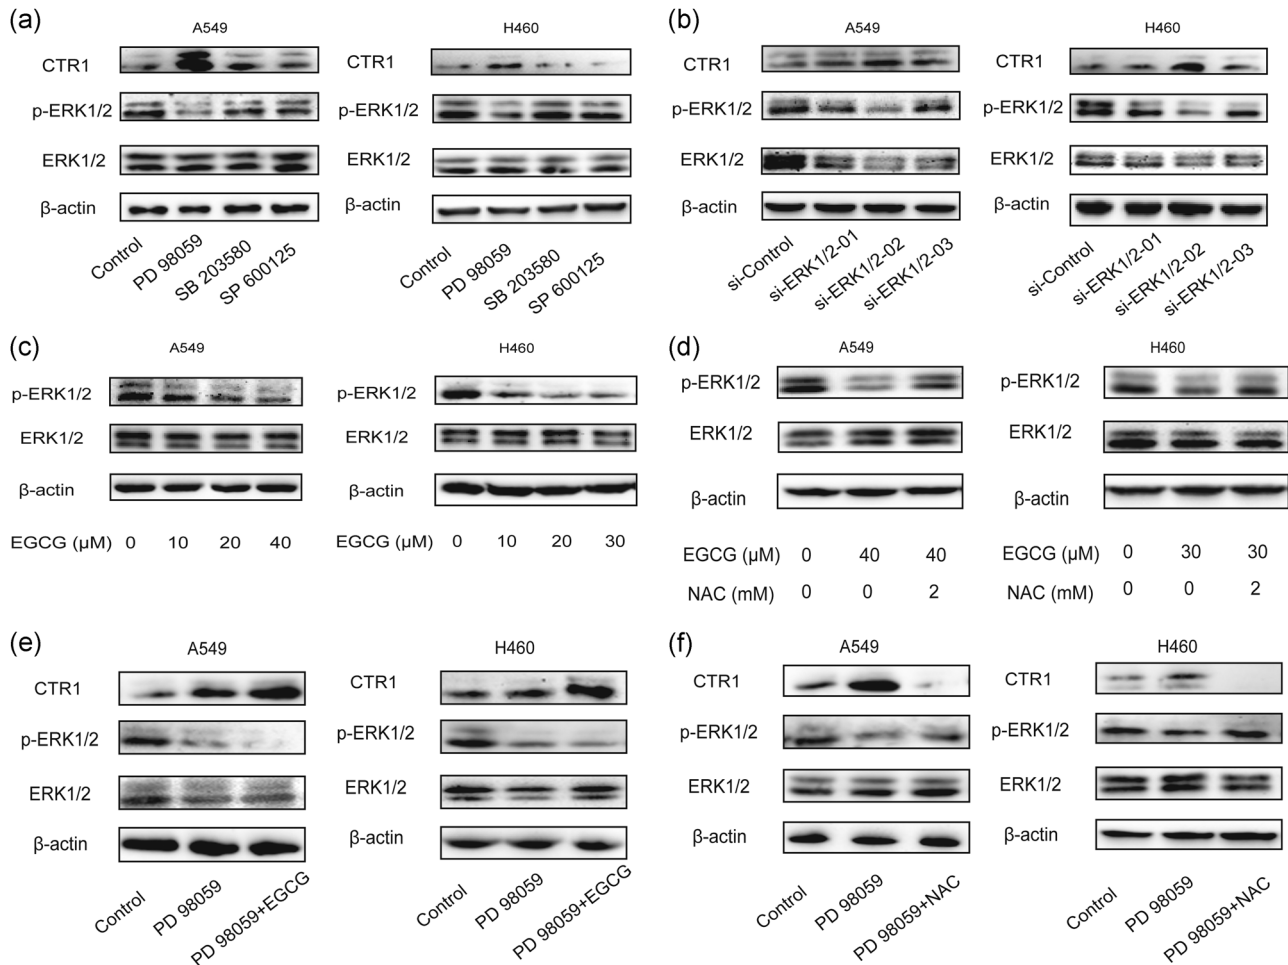 (a)
A549
H460
CTR1
CTR1
p-ERK1/2
p-ERK1/2
ERK1/2
ERK1/2
β-actin
β-actin
Control
PD 98059
SB 203580
SP 600125
Control
PD 98059
SB 203580
SP 600125
(b)
A549
H460
CTR1
CTR1
p-ERK1/2
p-ERK1/2
ERK1/2
ERK1/2
β-actin
β-actin
si-Control
si-ERK1/2-01
si-ERK1/2-02
si-ERK1/2-03
si-Control
si-ERK1/2-01
si-ERK1/2-02
si-ERK1/2-03
(c)
A549
H460
p-ERK1/2
p-ERK1/2
ERK1/2
ERK1/2
β-actin
β-actin
EGCG (μM) 0 10 20 40
EGCG (μM) 0 10 20 30
(d)
A549
H460
p-ERK1/2
p-ERK1/2
ERK1/2
ERK1/2
β-actin
β-actin
EGCG (μM) 0 40 40
EGCG (μM) 0 30 30
NAC (mM) 0 0 2
NAC (mM) 0 0 2
(e)
A549
H460
CTR1
CTR1
p-ERK1/2
p-ERK1/2
ERK1/2
ERK1/2
β-actin
β-actin
Control
PD 98059
PD 98059+EGCG
Control
PD 98059
PD 98059+EGCG
(f)
A549
H460
CTR1
CTR1
p-ERK1/2
p-ERK1/2
ERK1/2
ERK1/2
β-actin
β-actin
Control
PD 98059
PD 98059+NAC
Control
PD 98059
PD 98059+NAC